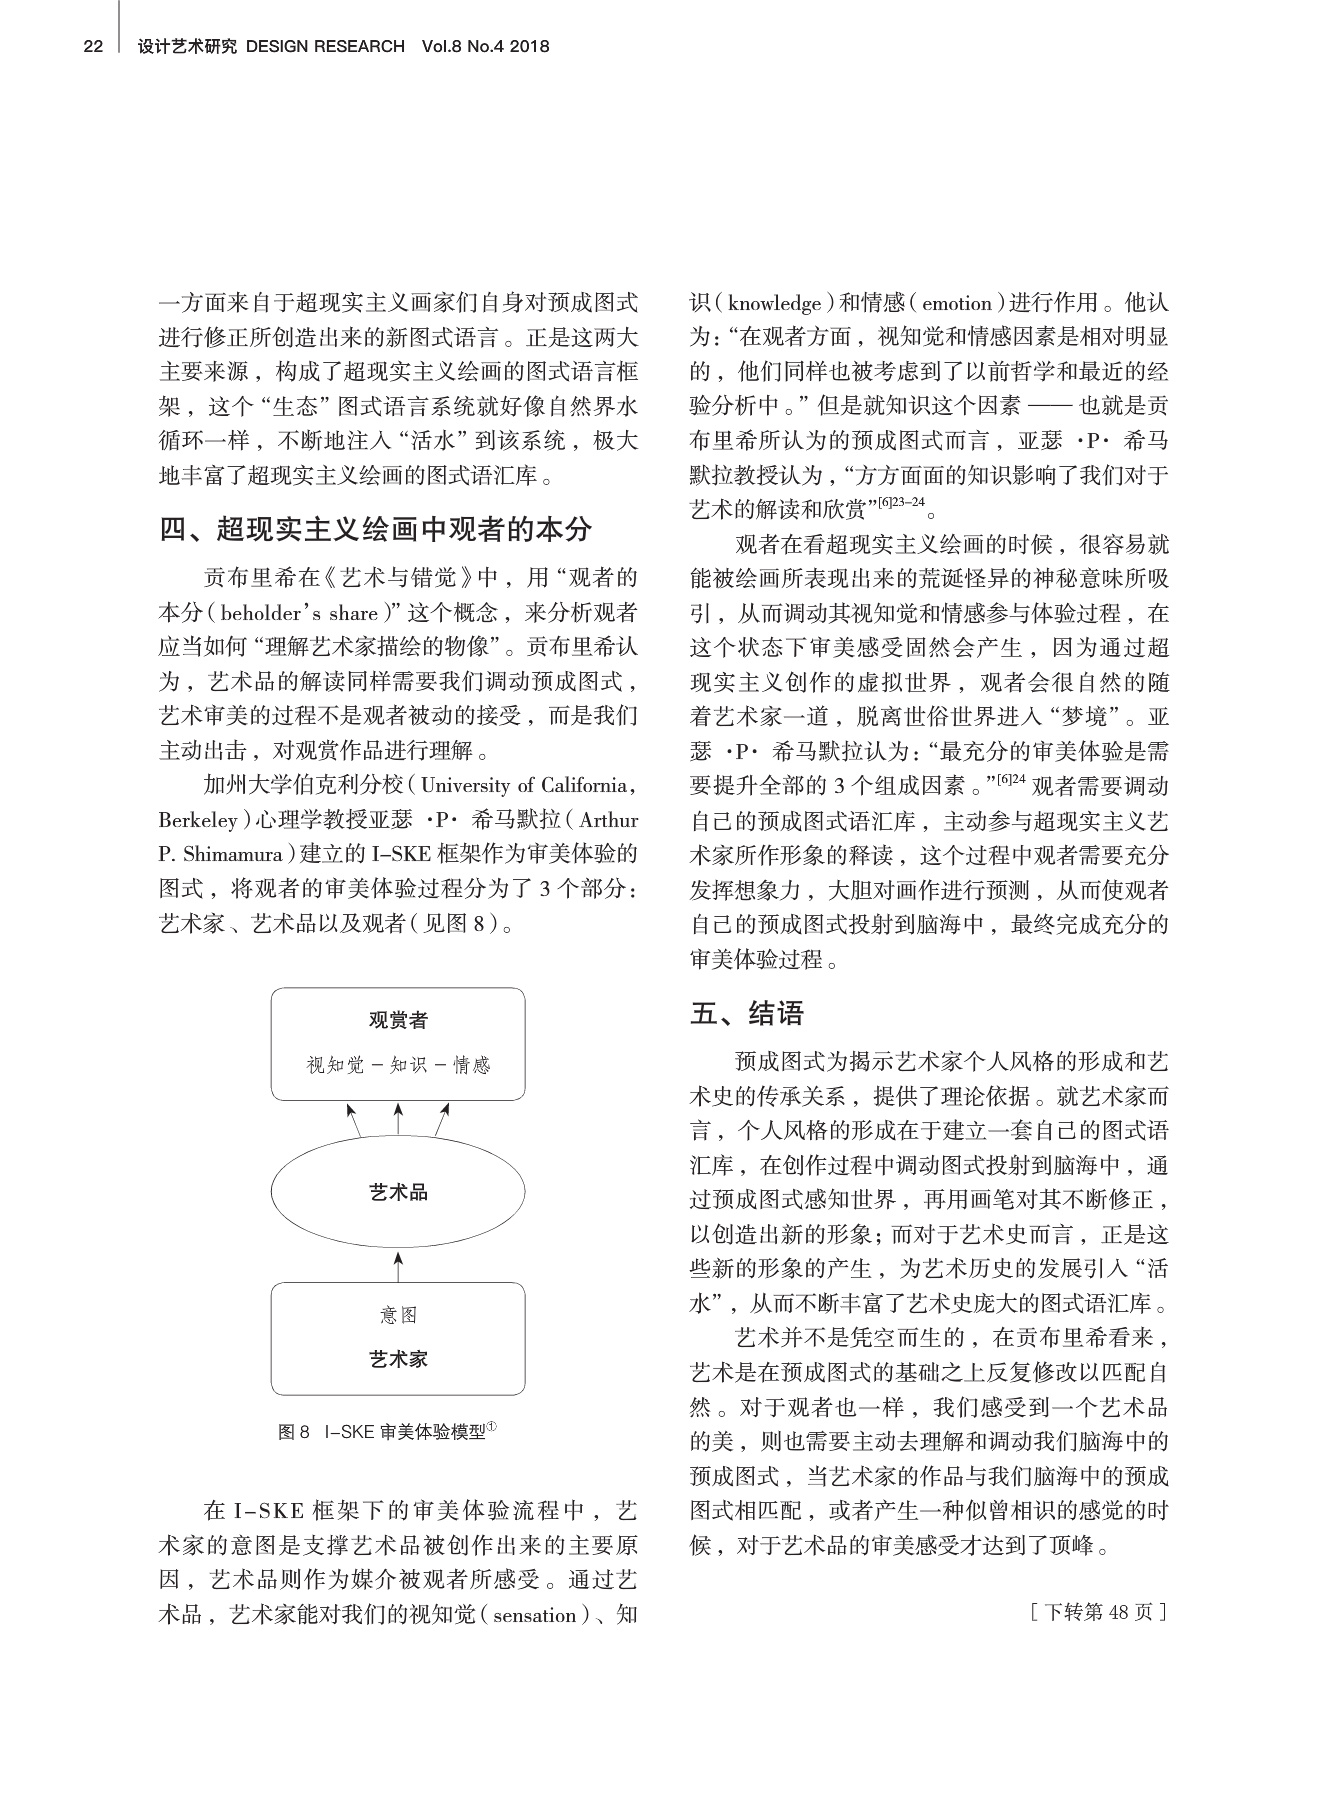 22 设计艺术研究 DESIGN RESEARCH Vol.8 No.4 2018
一方面来自于超现实主义画家们自身对预成图式
进行修正所创造出来的新图式语言。正是这两大
主要来源，构成了超现实主义绘画的图式语言框
架，这个“生态”图式语言系统就好像自然界水
循环一样，不断地注入“活水”到该系统，极大
地丰富了超现实主义绘画的图式语汇库。
四、超现实主义绘画中观者的本分
贡布里希在《艺术与错觉》中，用“观者的
本分（beholder’s share）”这个概念，来分析观者
应当如何“理解艺术家描绘的物像”。贡布里希认
为，艺术品的解读同样需要我们调动预成图式，
艺术审美的过程不是观者被动的接受，而是我们
主动出击，对观赏作品进行理解。
加州大学伯克利分校（University of California,
Berkeley）心理学教授亚瑟·P·希马默拉（Arthur
P. Shimamura）建立的 I–SKE 框架作为审美体验的
图式，将观者的审美体验过程分为了 3 个部分：
艺术家、艺术品以及观者（见图 8）。
观赏者
视知觉 – 知识 – 情感
艺术品
意图
艺术家
图 8 I–SKE 审美体验模型①
在 I–SKE 框架下的审美体验流程中，艺
术家的意图是支撑艺术品被创作出来的主要原
因，艺术品则作为媒介被观者所感受。通过艺
术品，艺术家能对我们的视知觉（sensation）、知
识（knowledge）和情感（emotion）进行作用。他认
为：“在观者方面，视知觉和情感因素是相对明显
的，他们同样也被考虑到了以前哲学和最近的经
验分析中。”但是就知识这个因素——也就是贡
布里希所认为的预成图式而言，亚瑟·P·希马
默拉教授认为，“方方面面的知识影响了我们对于
艺术的解读和欣赏”[6]23–24。
观者在看超现实主义绘画的时候，很容易就
能被绘画所表现出来的荒诞怪异的神秘意味所吸
引，从而调动其视知觉和情感参与体验过程，在
这个状态下审美感受固然会产生，因为通过超
现实主义创作的虚拟世界，观者会很自然的随
着艺术家一道，脱离世俗世界进入“梦境”。亚
瑟·P·希马默拉认为：“最充分的审美体验是需
要提升全部的 3 个组成因素。”[6]24 观者需要调动
自己的预成图式语汇库，主动参与超现实主义艺
术家所作形象的释读，这个过程中观者需要充分
发挥想象力，大胆对画作进行预测，从而使观者
自己的预成图式投射到脑海中，最终完成充分的
审美体验过程。
五、结语
预成图式为揭示艺术家个人风格的形成和艺
术史的传承关系，提供了理论依据。就艺术家而
言，个人风格的形成在于建立一套自己的图式语
汇库，在创作过程中调动图式投射到脑海中，通
过预成图式感知世界，再用画笔对其不断修正，
以创造出新的形象；而对于艺术史而言，正是这
些新的形象的产生，为艺术历史的发展引入“活
水”，从而不断丰富了艺术史庞大的图式语汇库。
艺术并不是凭空而生的，在贡布里希看来，
艺术是在预成图式的基础之上反复修改以匹配自
然。对于观者也一样，我们感受到一个艺术品
的美，则也需要主动去理解和调动我们脑海中的
预成图式，当艺术家的作品与我们脑海中的预成
图式相匹配，或者产生一种似曾相识的感觉的时
候，对于艺术品的审美感受才达到了顶峰。
［下转第 48 页］